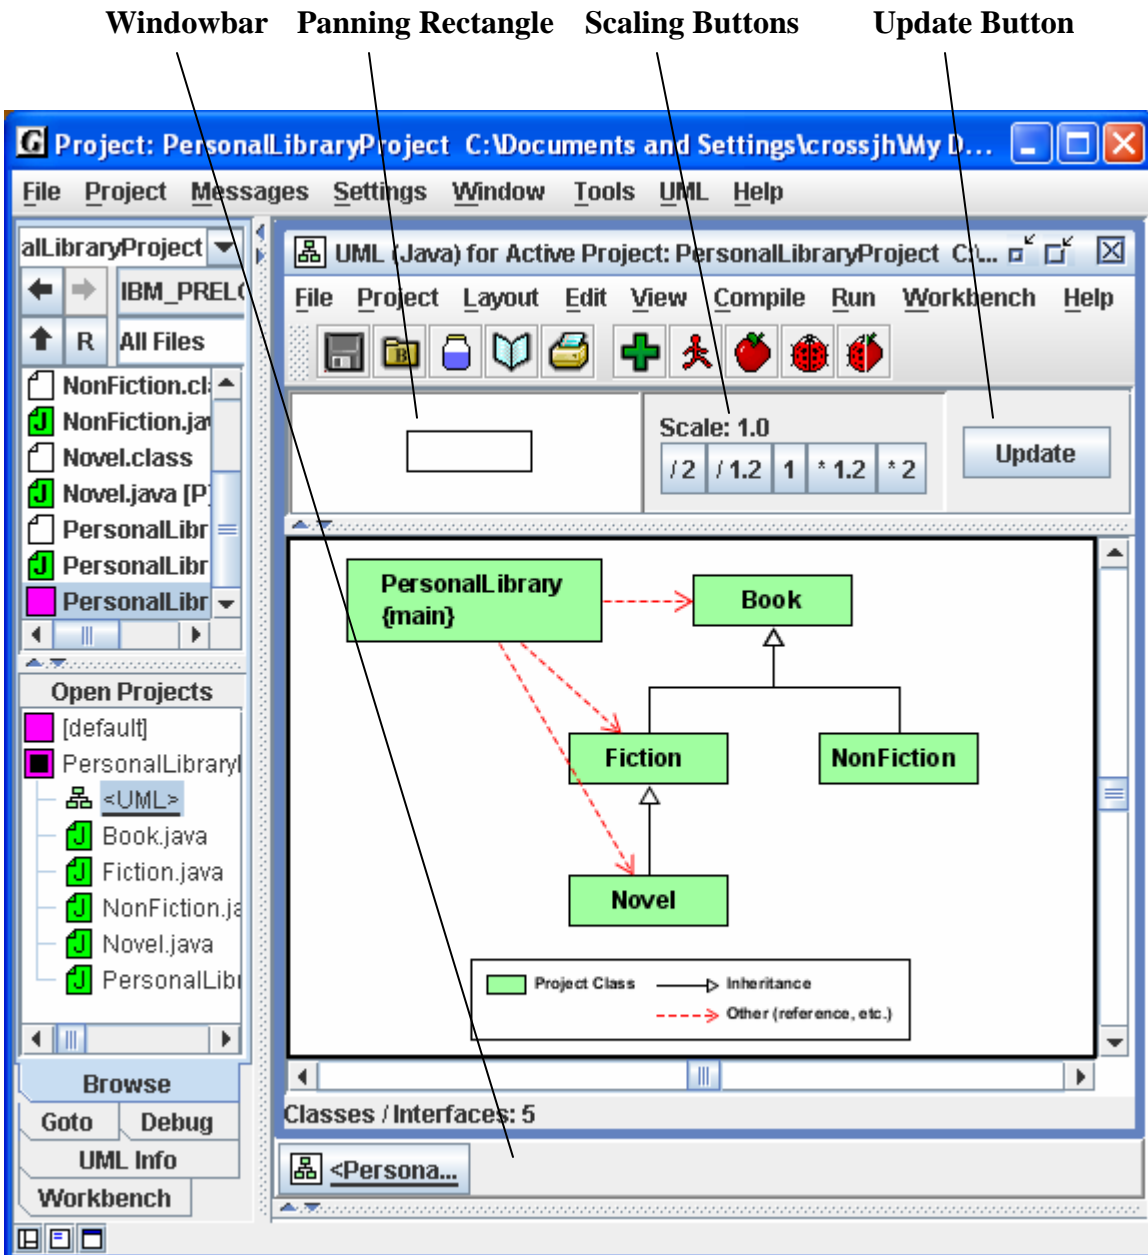 Windowbar Panning Rectangle Scaling Buttons Update Button
Project: PersonalLibraryProject C:\Documents and Settings\crossjh\My D...
File Project Messages Settings Window Tools UML Help
alLibraryProject
IBM_PREL
R All Files
NonFiction.cl
NonFiction.ja
Novel.class
Novel.java [P]
PersonalLibr
PersonalLibr
PersonalLibr
Open Projects
[default]
PersonalLibrary
<UML>
Book.java
Fiction.java
NonFiction.ja
Novel.java
PersonalLib
Browse
Goto Debug
UML Info
Workbench
UML (Java) for Active Project: PersonalLibraryProject C:\...
File Project Layout Edit View Compile Run Workbench Help
B
Scale: 1.0
/ 2 / 1.2 1 * 1.2 * 2
Update
PersonalLibrary
{main}
Book
Fiction
NonFiction
Novel
Project Class Inheritance
Other (reference, etc.)
Classes / Interfaces: 5
<Persona...